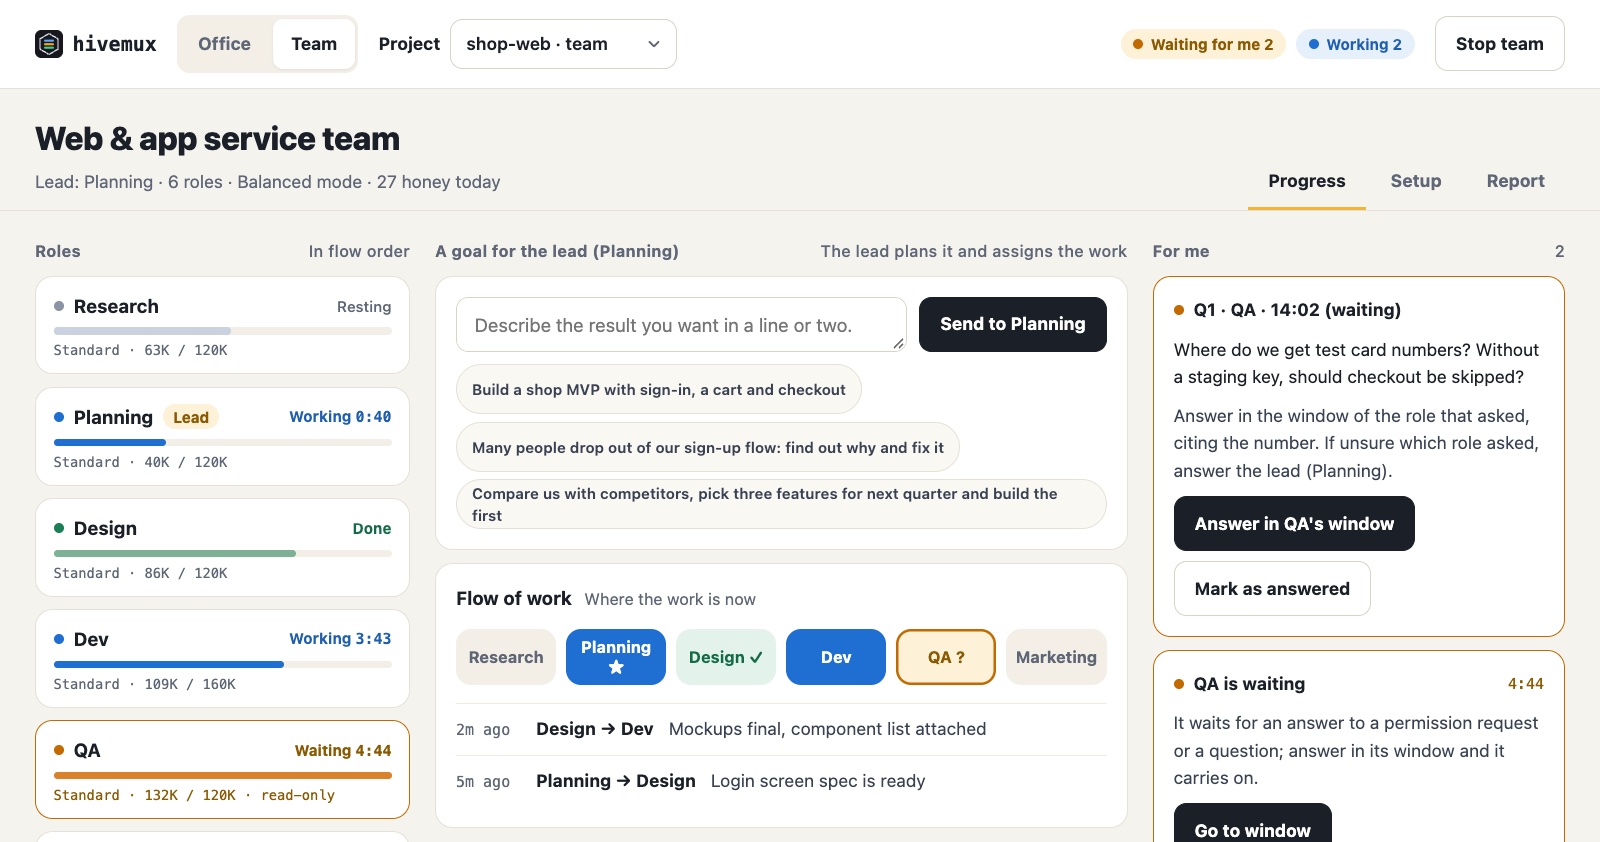 hivemux
Office
Team
Project
shop-web · team
Waiting for me 2
Working 2
Stop team
Web & app service team
Lead: Planning · 6 roles · Balanced mode · 27 honey today
Progress
Setup
Report
Roles
In flow order
Research
Resting
Standard · 63K / 120K
Planning
Lead
Working 0:40
Standard · 40K / 120K
Design
Done
Standard · 86K / 120K
Dev
Working 3:43
Standard · 109K / 160K
QA
Waiting 4:44
Standard · 132K / 120K · read-only
A goal for the lead (Planning)
The lead plans it and assigns the work
Describe the result you want in a line or two.
Send to Planning
Build a shop MVP with sign-in, a cart and checkout
Many people drop out of our sign-up flow: find out why and fix it
Compare us with competitors, pick three features for next quarter and build the
first
Flow of work
Where the work is now
Research
Planning
★
Design ✓
Dev
QA ?
Marketing
2m ago
Design → Dev
Mockups final, component list attached
5m ago
Planning → Design
Login screen spec is ready
For me
2
Q1 · QA · 14:02 (waiting)
Where do we get test card numbers? Without
a staging key, should checkout be skipped?
Answer in the window of the role that asked,
citing the number. If unsure which role asked,
answer the lead (Planning).
Answer in QA's window
Mark as answered
QA is waiting
4:44
It waits for an answer to a permission request
or a question; answer in its window and it
carries on.
Go to window